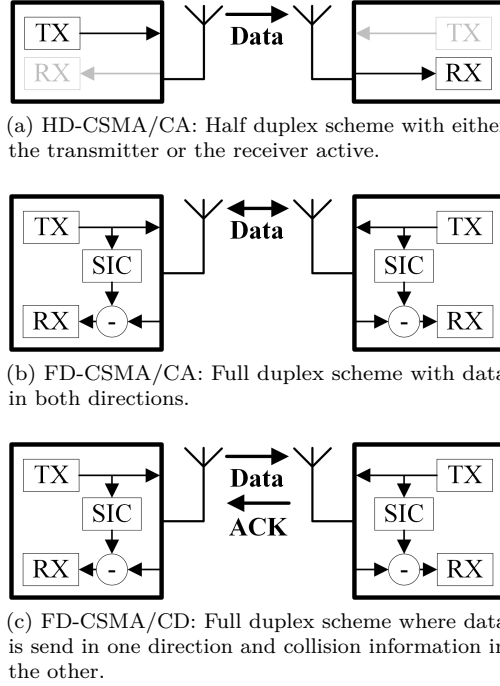 TX Data TX
RX RX
(a) HD-CSMA/CA: Half duplex scheme with either
the transmitter or the receiver active.
TX Data TX
SIC SIC
RX - - RX
(b) FD-CSMA/CA: Full duplex scheme with data
in both directions.
TX Data TX
SIC ACK SIC
RX - - RX
(c) FD-CSMA/CD: Full duplex scheme where data
is send in one direction and collision information in
the other.